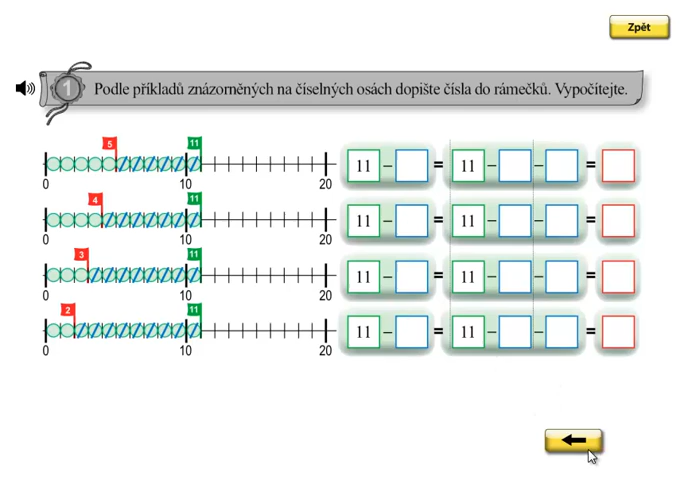 Zpět
1 Podle příkladů znázorněných na číselných osách dopište čísla do rámečků. Vypočítejte.
5 11
0 10 20
11 – = 11 – – =
4 11
0 10 20
11 – = 11 – – =
3 11
0 10 20
11 – = 11 – – =
2 11
0 10 20
11 – = 11 – – =